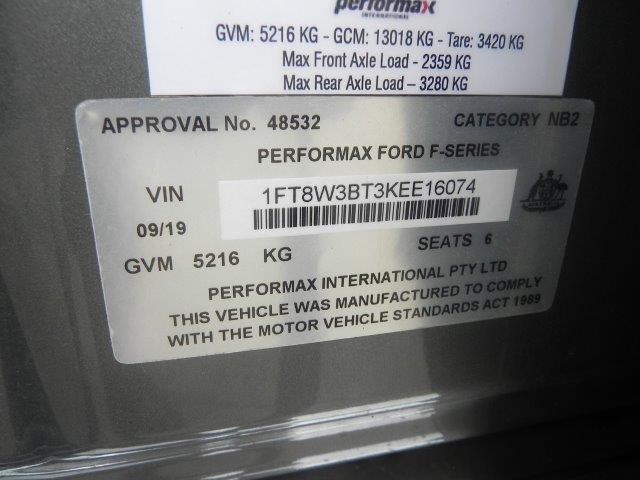 performax
INTERNATIONAL
GVM: 5216 KG - GCM: 13018 KG - Tare: 3420 KG
Max Front Axle Load - 2359 KG
Max Rear Axle Load – 3280 KG
APPROVAL No. 48532 CATEGORY NB2
PERFORMAX FORD F-SERIES
VIN 1FT8W3BT3KEE16074
09/19
GVM 5216 KG SEATS 6
PERFORMAX INTERNATIONAL PTY LTD
THIS VEHICLE WAS MANUFACTURED TO COMPLY
WITH THE MOTOR VEHICLE STANDARDS ACT 1989